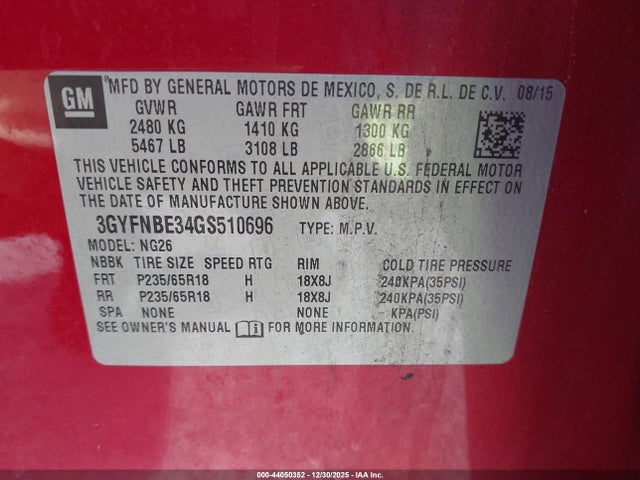 GM
MFD BY GENERAL MOTORS DE MEXICO, S. DE R.L. DE C.V. 08/15
GVWR GAWR FRT GAWR RR
2480 KG 1410 KG 1300 KG
5467 LB 3108 LB 2866 LB
THIS VEHICLE CONFORMS TO ALL APPLICABLE U.S. FEDERAL MOTOR
VEHICLE SAFETY AND THEFT PREVENTION STANDARDS IN EFFECT ON
THE DATE OF MANUFACTURE SHOWN ABOVE.
3GYFNBE34GS510696 TYPE: M.P.V.
MODEL: NG26
NBBK TIRE SIZE SPEED RTG RIM COLD TIRE PRESSURE
FRT P235/65R18 H 18X8J 240KPA(35PSI)
RR P235/65R18 H 18X8J 240KPA(35PSI)
SPA NONE NONE KPA(PSI)
SEE OWNER'S MANUAL FOR MORE INFORMATION.
000-44050352 | 12/30/2025 | IAA Inc.